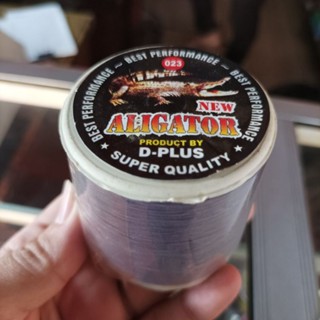 BEST PERFORMANCE ~ BEST PERFORMANCE ~ BEST PERFORMANCE
023
NEW
ALIGATOR
PRODUCT BY
D-PLUS
★ SUPER QUALITY ★